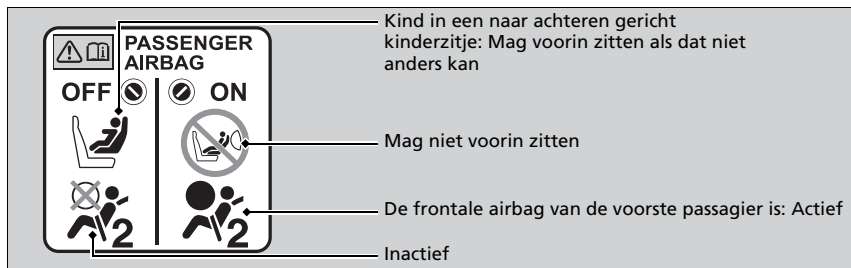 PASSENGER
AIRBAG
OFF ON
2 2
Kind in een naar achteren gericht
kinderzitje: Mag voorin zitten als dat niet
anders kan
Mag niet voorin zitten
De frontale airbag van de voorste passagier is: Actief
Inactief